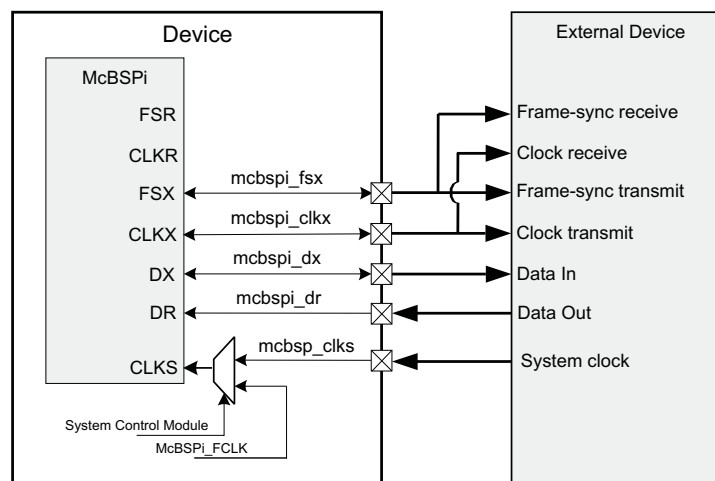 Device
External Device
McBSPi
FSR
Frame-sync receive
CLKR
Clock receive
FSX
mcbspi_fsx
Frame-sync transmit
CLKX
mcbspi_clkx
Clock transmit
DX
mcbspi_dx
Data In
DR
mcbspi_dr
Data Out
CLKS
mcbsp_clks
System clock
System Control Module
McBSPi_FCLK